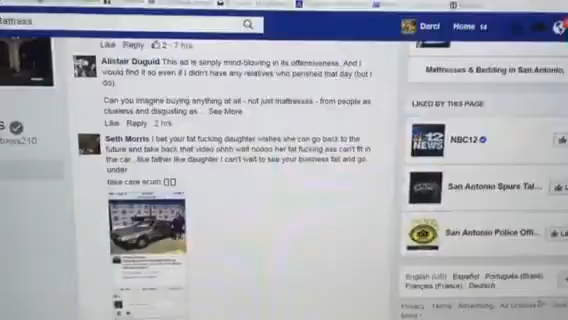 attress
Darci
Home 14
Like Reply 2 · 7 hrs
Alistair Duguid This ad is simply mind-blowing in its offensiveness. And I
would find it so even if I didn't have any relatives who perished that day (but I
do).
Can you imagine buying anything at all - not just mattresses - from people as
clueless and disgusting as ... See More
Like Reply 2 hrs
Seth Morris I bet your fat fucking daughter wishes she can go back to the
future and take back that video ohhh wait nodoo her fat fucking ass can't fit in
the car...like father like daughter I can't wait to see your business fail and go
under
take care scum
Mattresses & Bedding in San Antonio,
LIKED BY THIS PAGE
12
NEWS
NBC12
San Antonio Spurs Tal...
San Antonio Police Offi...
English (US) Español Português (Brasil)
Français (France) Deutsch
Privacy Terms Advertising Ad Choices